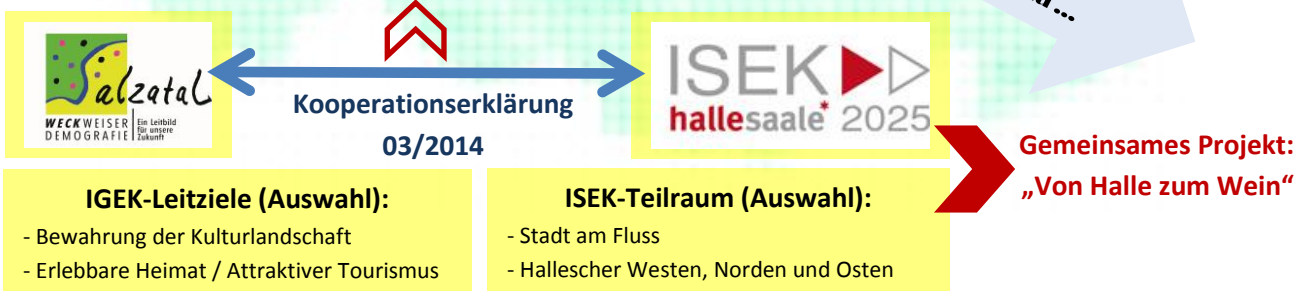 Salzatal
WECKWEISER
DEMOGRAFIE
Ein Leitbild
für unsere
Zukunft
Kooperationserklärung
03/2014
ISEK
hallesaale* 2025
Gemeinsames Projekt:
„Von Halle zum Wein“
IGEK-Leitziele (Auswahl):
- Bewahrung der Kulturlandschaft
- Erlebbare Heimat / Attraktiver Tourismus
ISEK-Teilraum (Auswahl):
- Stadt am Fluss
- Hallescher Westen, Norden und Osten